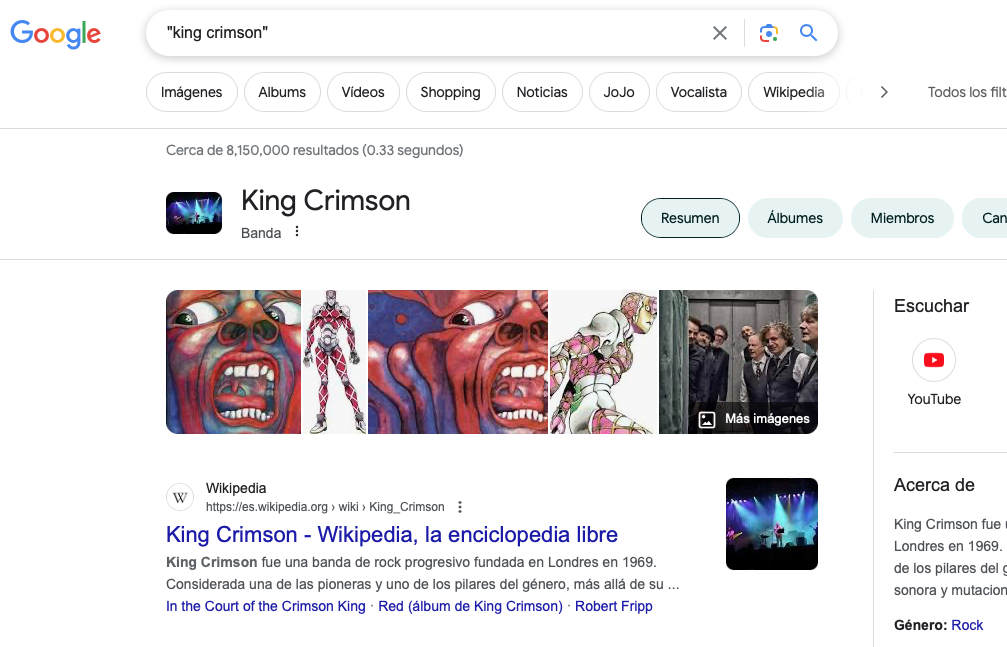 Google
"king crimson"
Imágenes
Albums
Vídeos
Shopping
Noticias
JoJo
Vocalista
Wikipedia
Todos los filt
Cerca de 8,150,000 resultados (0.33 segundos)
King Crimson
Banda
Resumen
Álbumes
Miembros
Can
Más imágenes
Escuchar
YouTube
W
Wikipedia
https://es.wikipedia.org › wiki › King_Crimson
King Crimson - Wikipedia, la enciclopedia libre
King Crimson fue una banda de rock progresivo fundada en Londres en 1969.
Considerada una de las pioneras y uno de los pilares del género, más allá de su ...
In the Court of the Crimson King · Red (álbum de King Crimson) · Robert Fripp
Acerca de
King Crimson fue
Londres en 1969.
de los pilares del
sonora y mutacion
Género: Rock